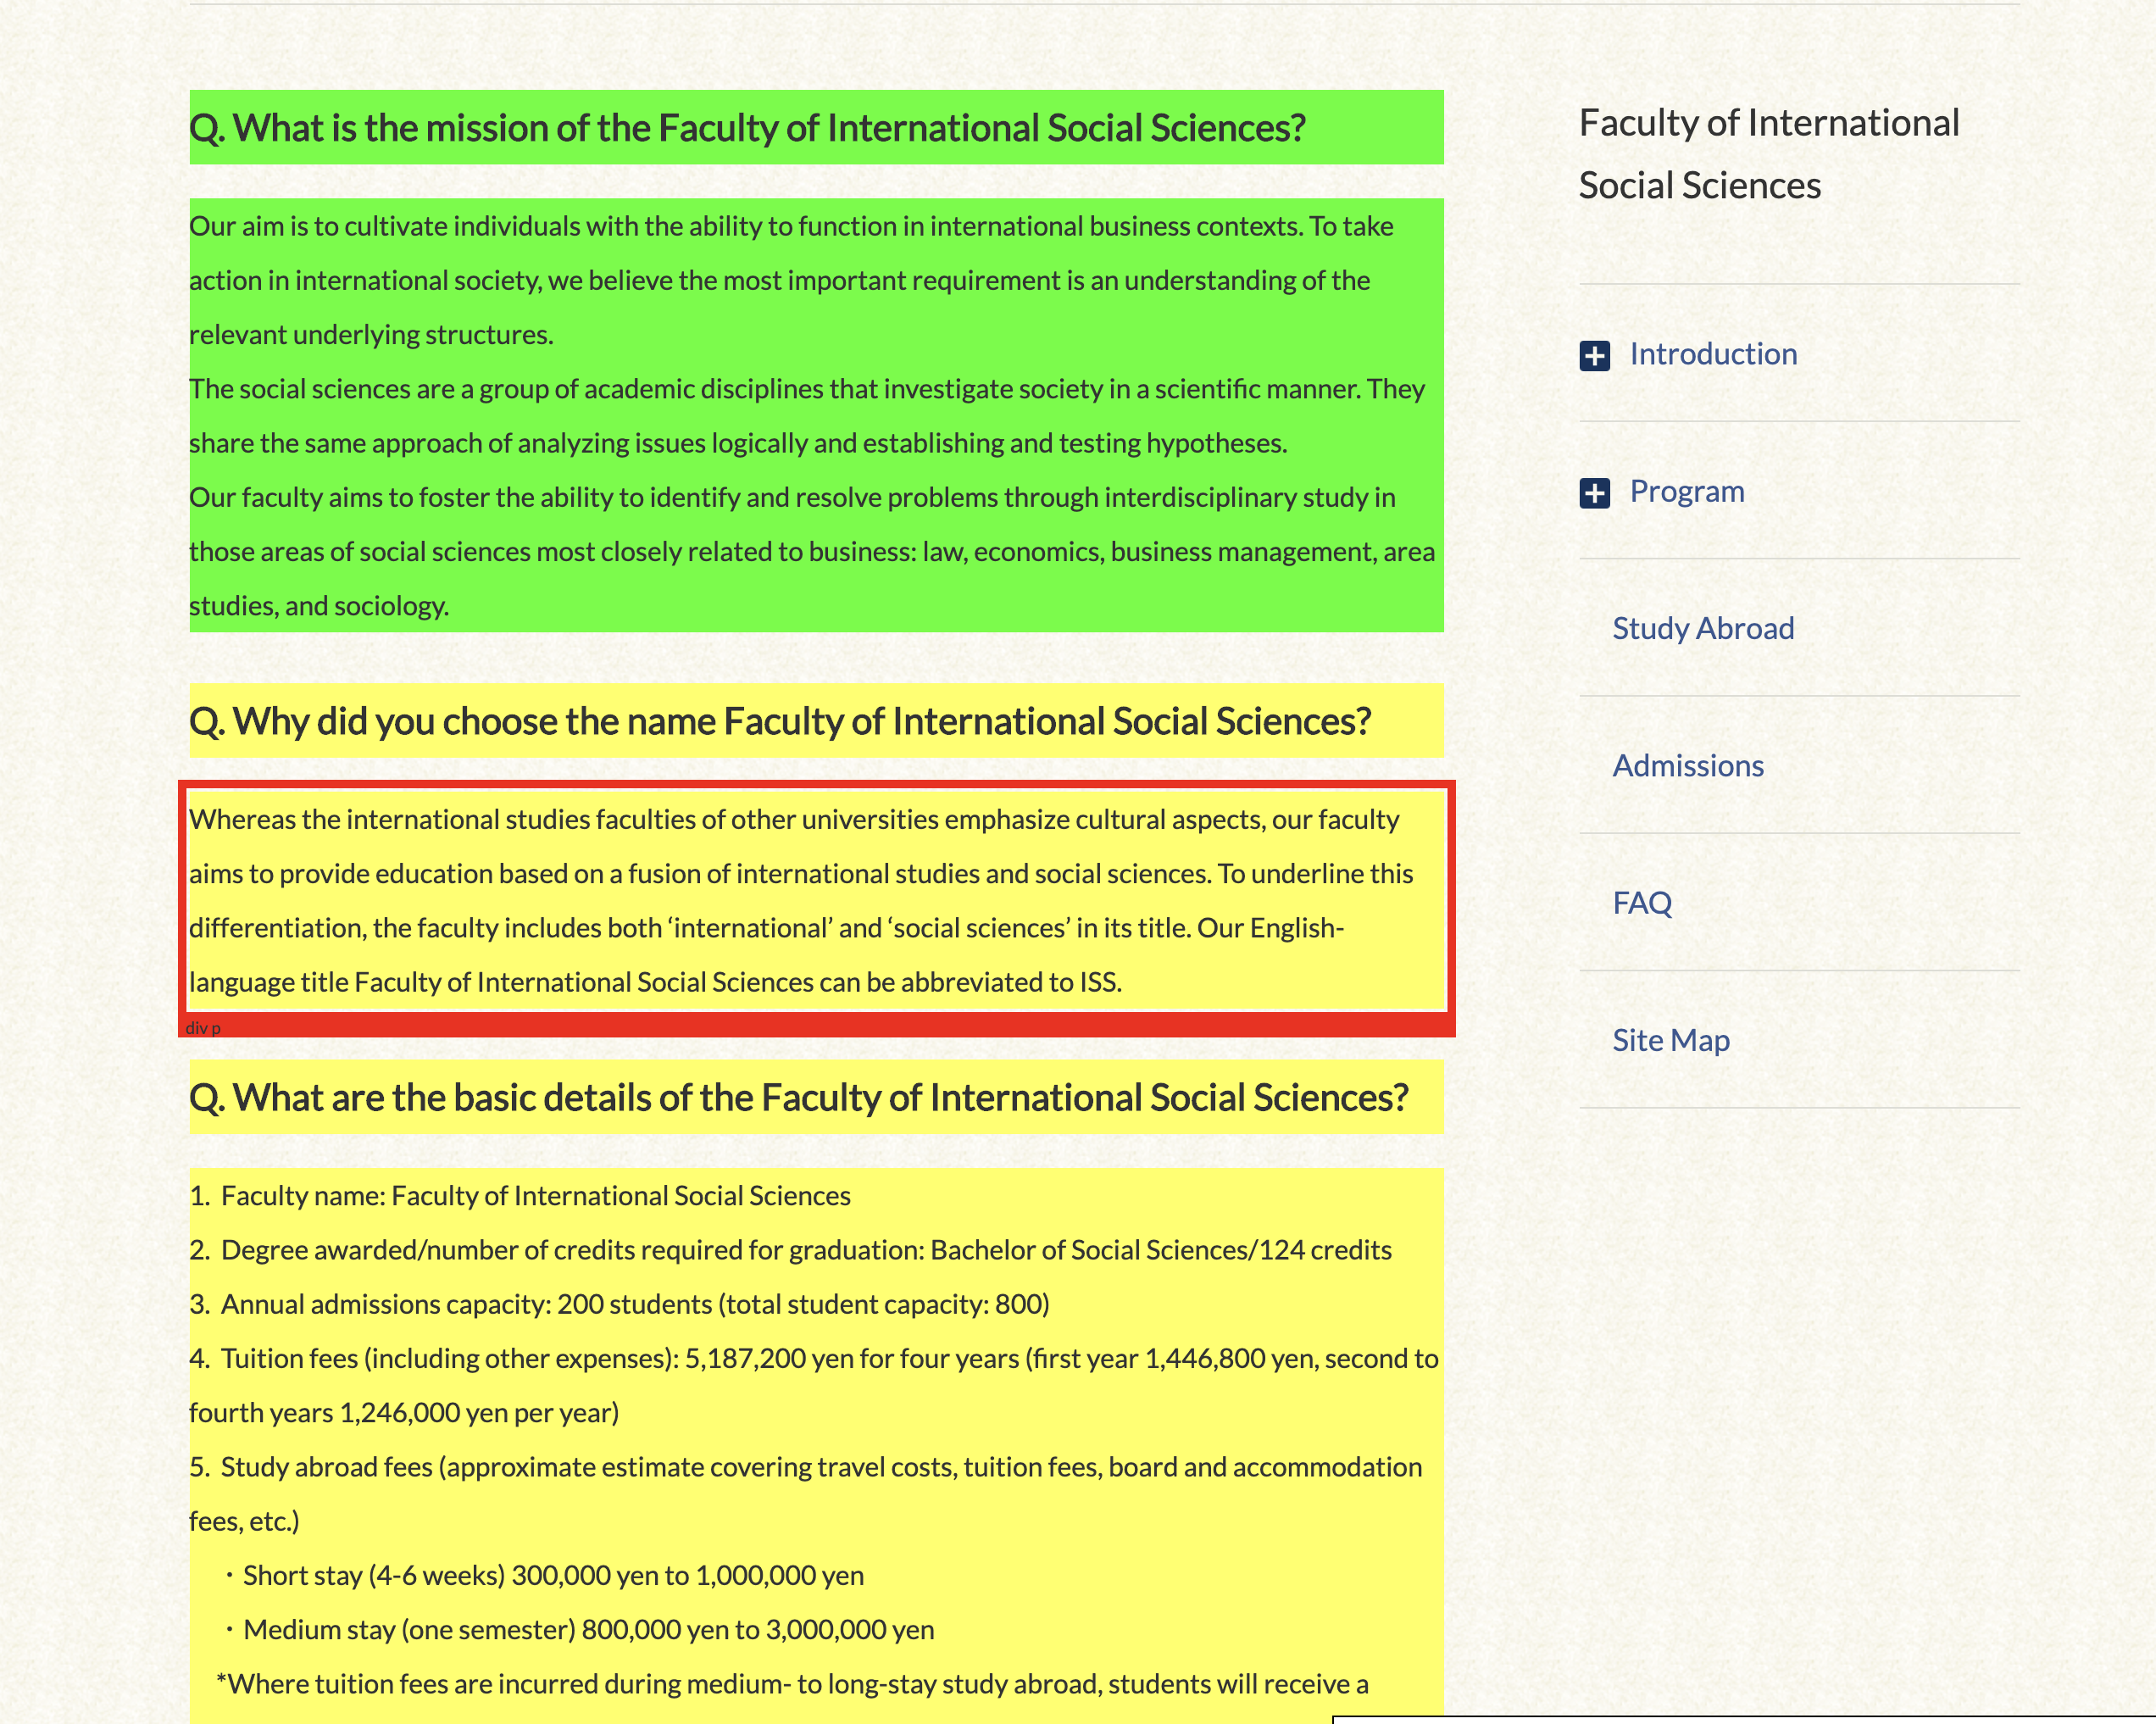 Q. What is the mission of the Faculty of International Social Sciences?
Our aim is to cultivate individuals with the ability to function in international business contexts. To take
action in international society, we believe the most important requirement is an understanding of the
relevant underlying structures.
The social sciences are a group of academic disciplines that investigate society in a scientific manner. They
share the same approach of analyzing issues logically and establishing and testing hypotheses.
Our faculty aims to foster the ability to identify and resolve problems through interdisciplinary study in
those areas of social sciences most closely related to business: law, economics, business management, area
studies, and sociology.
Q. Why did you choose the name Faculty of International Social Sciences?
Whereas the international studies faculties of other universities emphasize cultural aspects, our faculty
aims to provide education based on a fusion of international studies and social sciences. To underline this
differentiation, the faculty includes both ‘international’ and ‘social sciences’ in its title. Our English-
language title Faculty of International Social Sciences can be abbreviated to ISS.
div p
Q. What are the basic details of the Faculty of International Social Sciences?
1. Faculty name: Faculty of International Social Sciences
2. Degree awarded/number of credits required for graduation: Bachelor of Social Sciences/124 credits
3. Annual admissions capacity: 200 students (total student capacity: 800)
4. Tuition fees (including other expenses): 5,187,200 yen for four years (first year 1,446,800 yen, second to
fourth years 1,246,000 yen per year)
5. Study abroad fees (approximate estimate covering travel costs, tuition fees, board and accommodation
fees, etc.)
・Short stay (4-6 weeks) 300,000 yen to 1,000,000 yen
・Medium stay (one semester) 800,000 yen to 3,000,000 yen
*Where tuition fees are incurred during medium- to long-stay study abroad, students will receive a
Faculty of International
Social Sciences
Introduction
Program
Study Abroad
Admissions
FAQ
Site Map